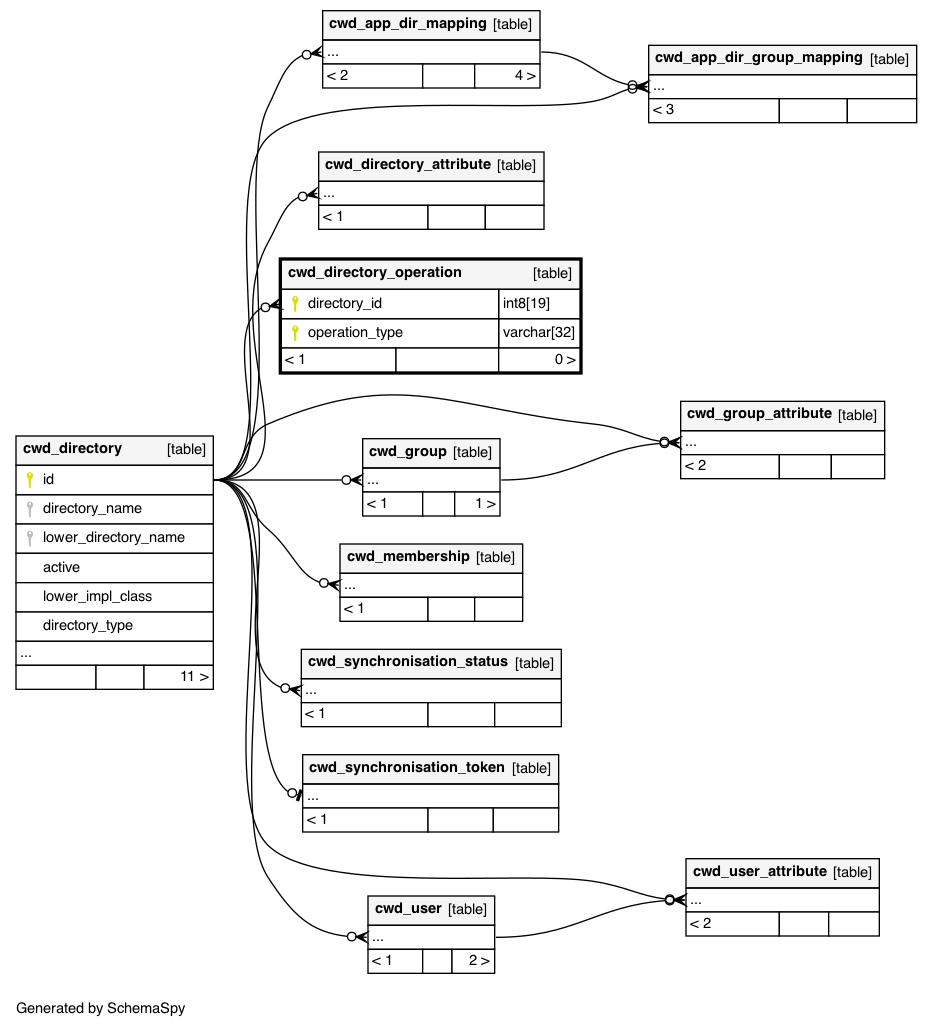 cwd_app_dir_mapping [table]
...
< 2 4 >
cwd_app_dir_group_mapping [table]
...
< 3
cwd_directory_attribute [table]
...
< 1
cwd_directory_operation [table]
directory_id int8[19]
operation_type varchar[32]
< 1 0 >
cwd_group_attribute [table]
...
< 2
cwd_directory [table]
id
directory_name
lower_directory_name
active
lower_impl_class
directory_type
...
11 >
cwd_group [table]
...
< 1 1 >
cwd_membership [table]
...
< 1
cwd_synchronisation_status [table]
...
< 1
cwd_synchronisation_token [table]
...
< 1
cwd_user_attribute [table]
...
< 2
cwd_user [table]
...
< 1 2 >
Generated by SchemaSpy